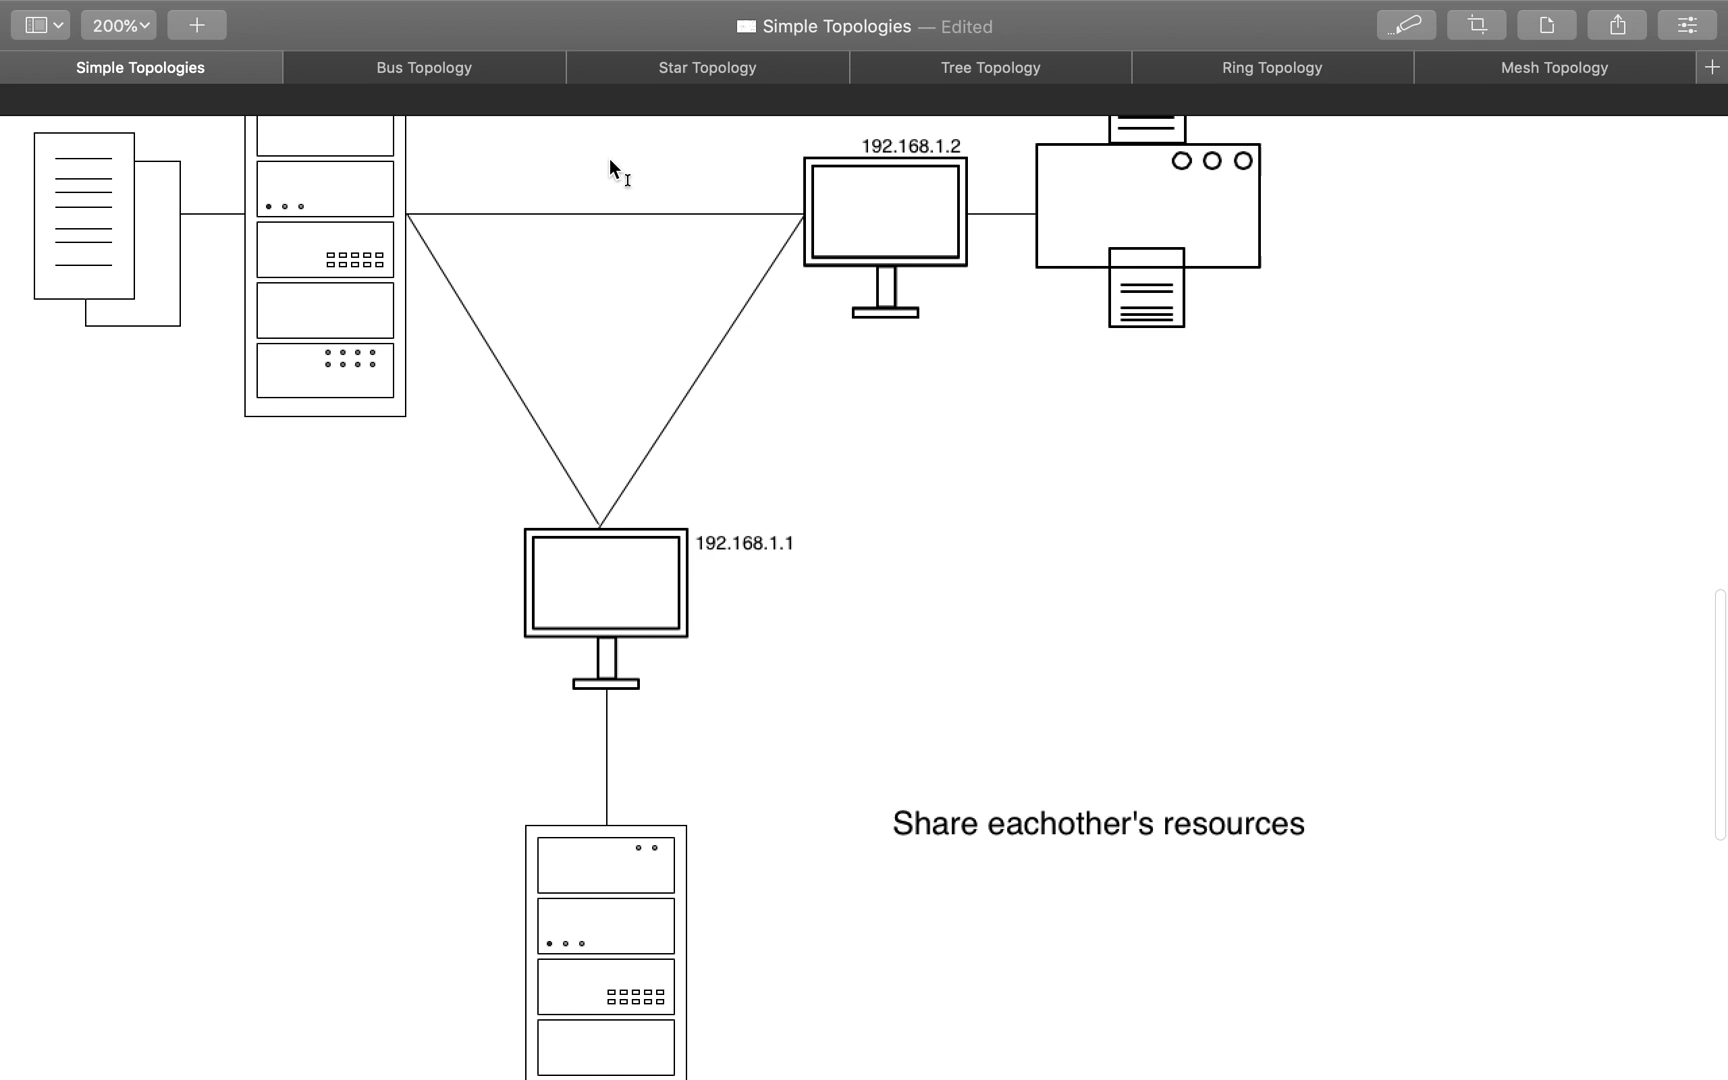 200%
Simple Topologies — Edited
Simple Topologies
Bus Topology
Star Topology
Tree Topology
Ring Topology
Mesh Topology
192.168.1.2
192.168.1.1
Share eachother's resources